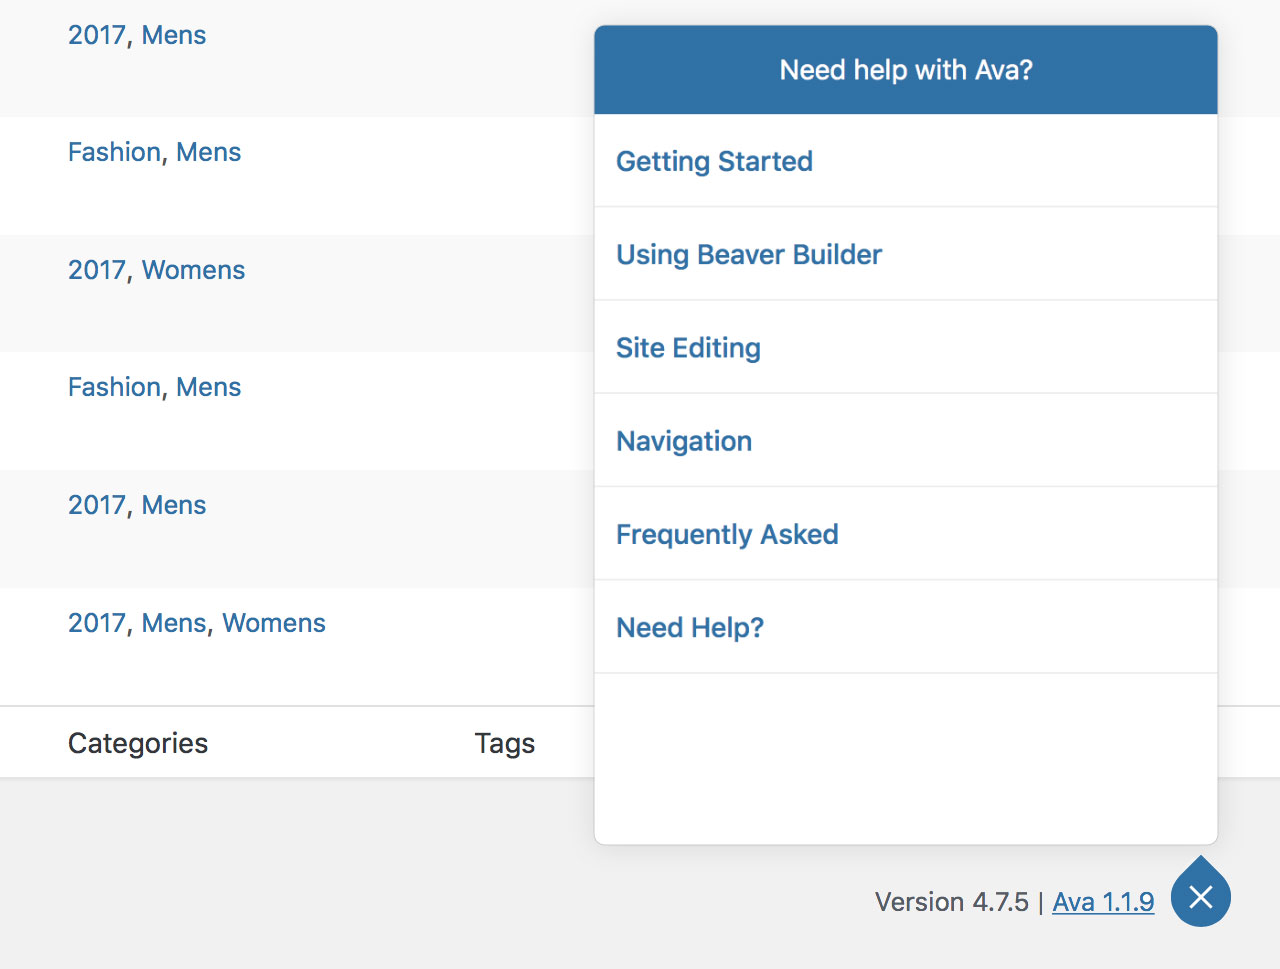 2017, Mens
Fashion, Mens
2017, Womens
Fashion, Mens
2017, Mens
2017, Mens, Womens
Categories
Tags
Need help with Ava?
Getting Started
Using Beaver Builder
Site Editing
Navigation
Frequently Asked
Need Help?
Version 4.7.5 | Ava 1.1.9